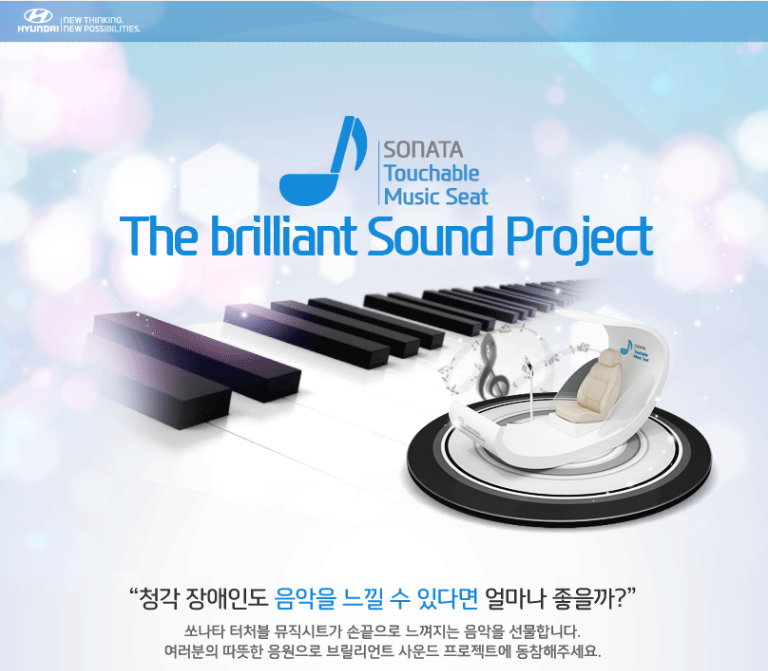 HYUNDAI
NEW THINKING.
NEW POSSIBILITIES.
SONATA
Touchable
Music Seat
The brilliant Sound Project
SONATA
Touchable
Music Seat
“청각 장애인도 음악을 느낄 수 있다면 얼마나 좋을까?”
쏘나타 터처블 뮤직시트가 손끝으로 느껴지는 음악을 선물합니다.
여러분의 따뜻한 응원으로 브릴리언트 사운드 프로젝트에 동참해주세요.